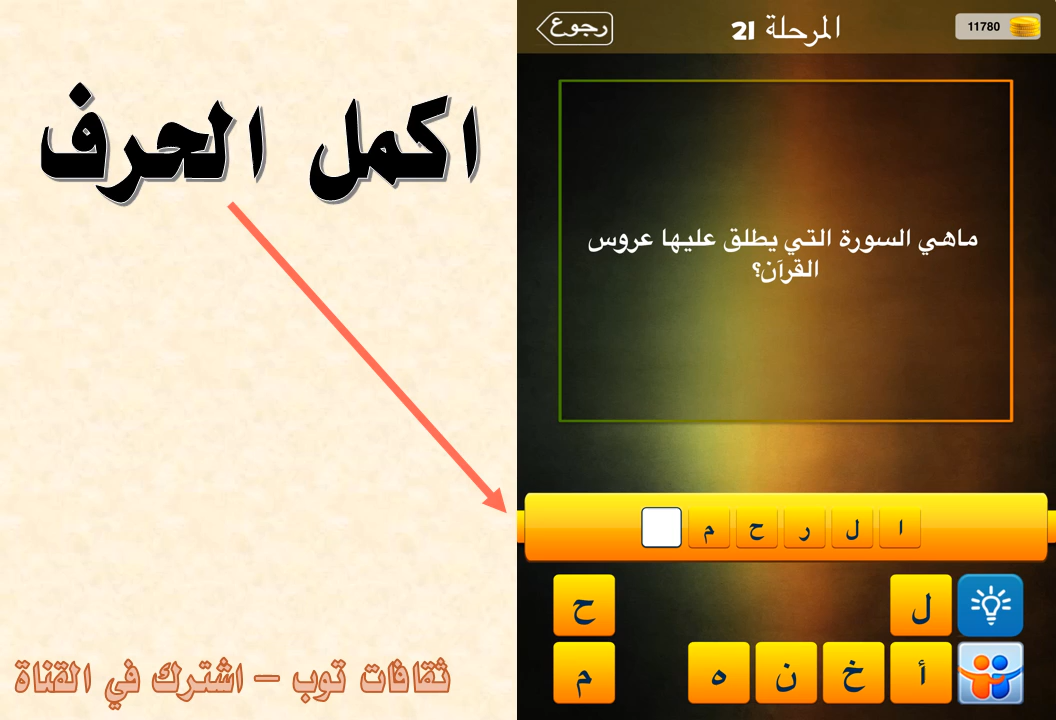 رجوع
المرحلة 21
11780
اكمل الحرف
ماهي السورة التي يطلق عليها عروس
القرآن؟
ا ل ر ح م
ل ح
أ خ ن ه م
ثقافات توب – اشترك في القناة